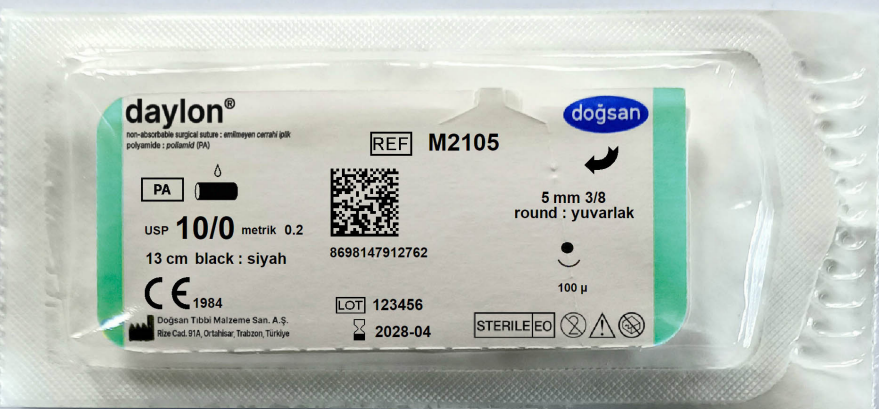 daylon®
non-absorbable surgical suture : emilmeyen cerrahi iplik
polyamide : poliamid (PA)
REF M2105
doğsan
PA
5 mm 3/8
round : yuvarlak
USP 10/0 metrik 0.2
13 cm black : siyah
8698147912762
100 µ
CE 1984
LOT 123456
2028-04
Doğsan Tıbbi Malzeme San. A.Ş.
Rize Cad. 91A, Ortahisar, Trabzon, Türkiye
STERILE EO
2